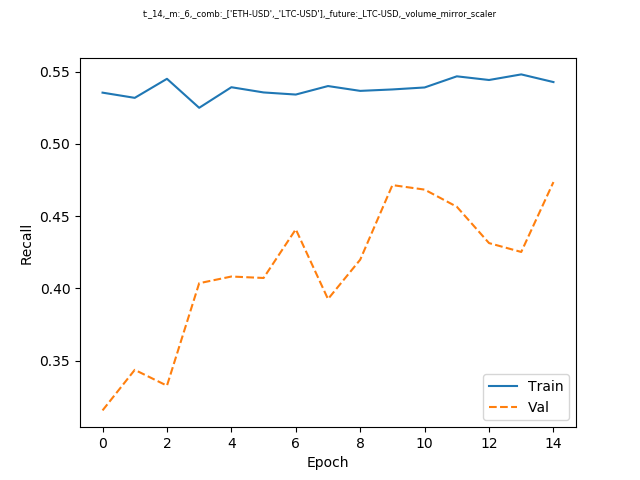 t:_14,_m:_6,_comb:_['ETH-USD',_'LTC-USD'],_future:_LTC-USD,_volume_mirror_scaler
0.55
0.50
0.45
0.40
0.35
Recall
Train
Val
0 2 4 6 8 10 12 14
Epoch